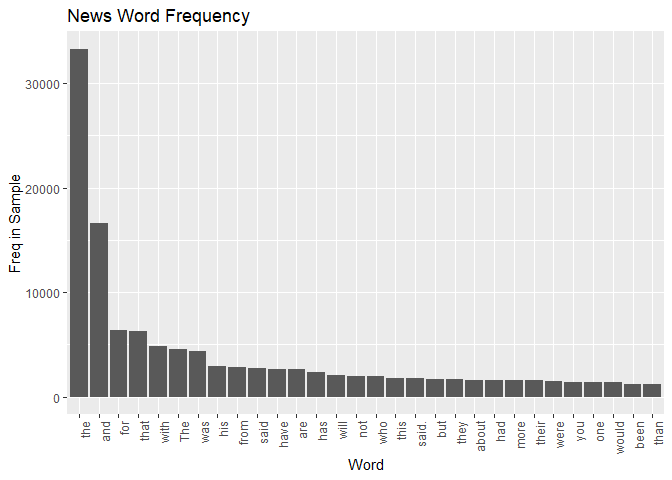 News Word Frequency
Freq in Sample
30000
20000
10000
0
the
and
for
that
with
The
was
his
from
said
have
are
has
will
not
who
this
said.
but
they
about
had
more
their
were
you
one
would
been
than
Word